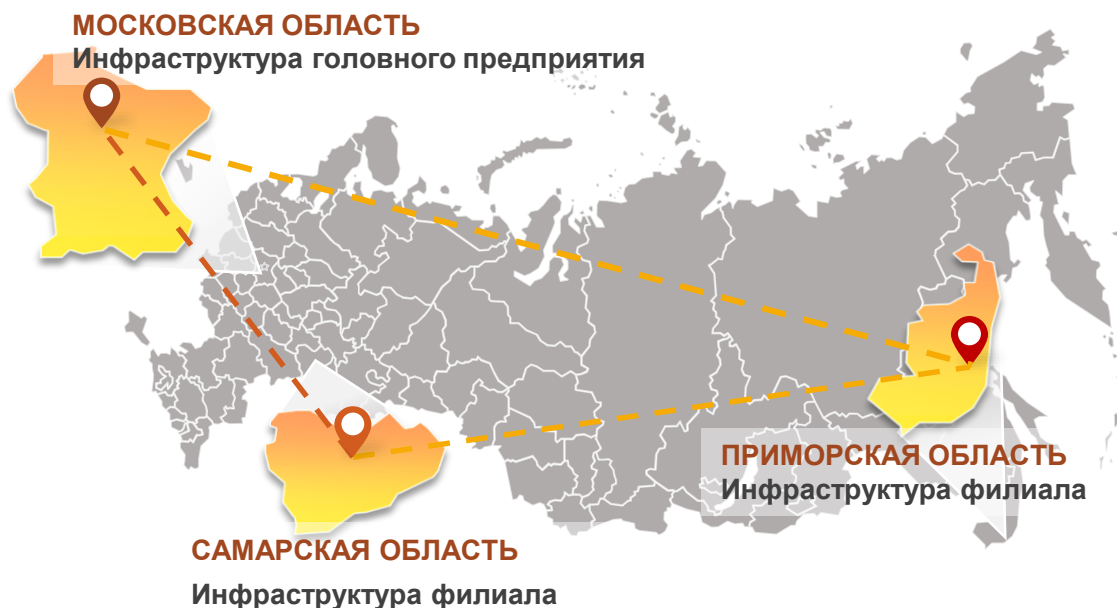 МОСКОВСКАЯ ОБЛАСТЬ
Инфраструктура головного предприятия
ПРИМОРСКАЯ ОБЛАСТЬ
Инфраструктура филиала
САМАРСКАЯ ОБЛАСТЬ
Инфраструктура филиала